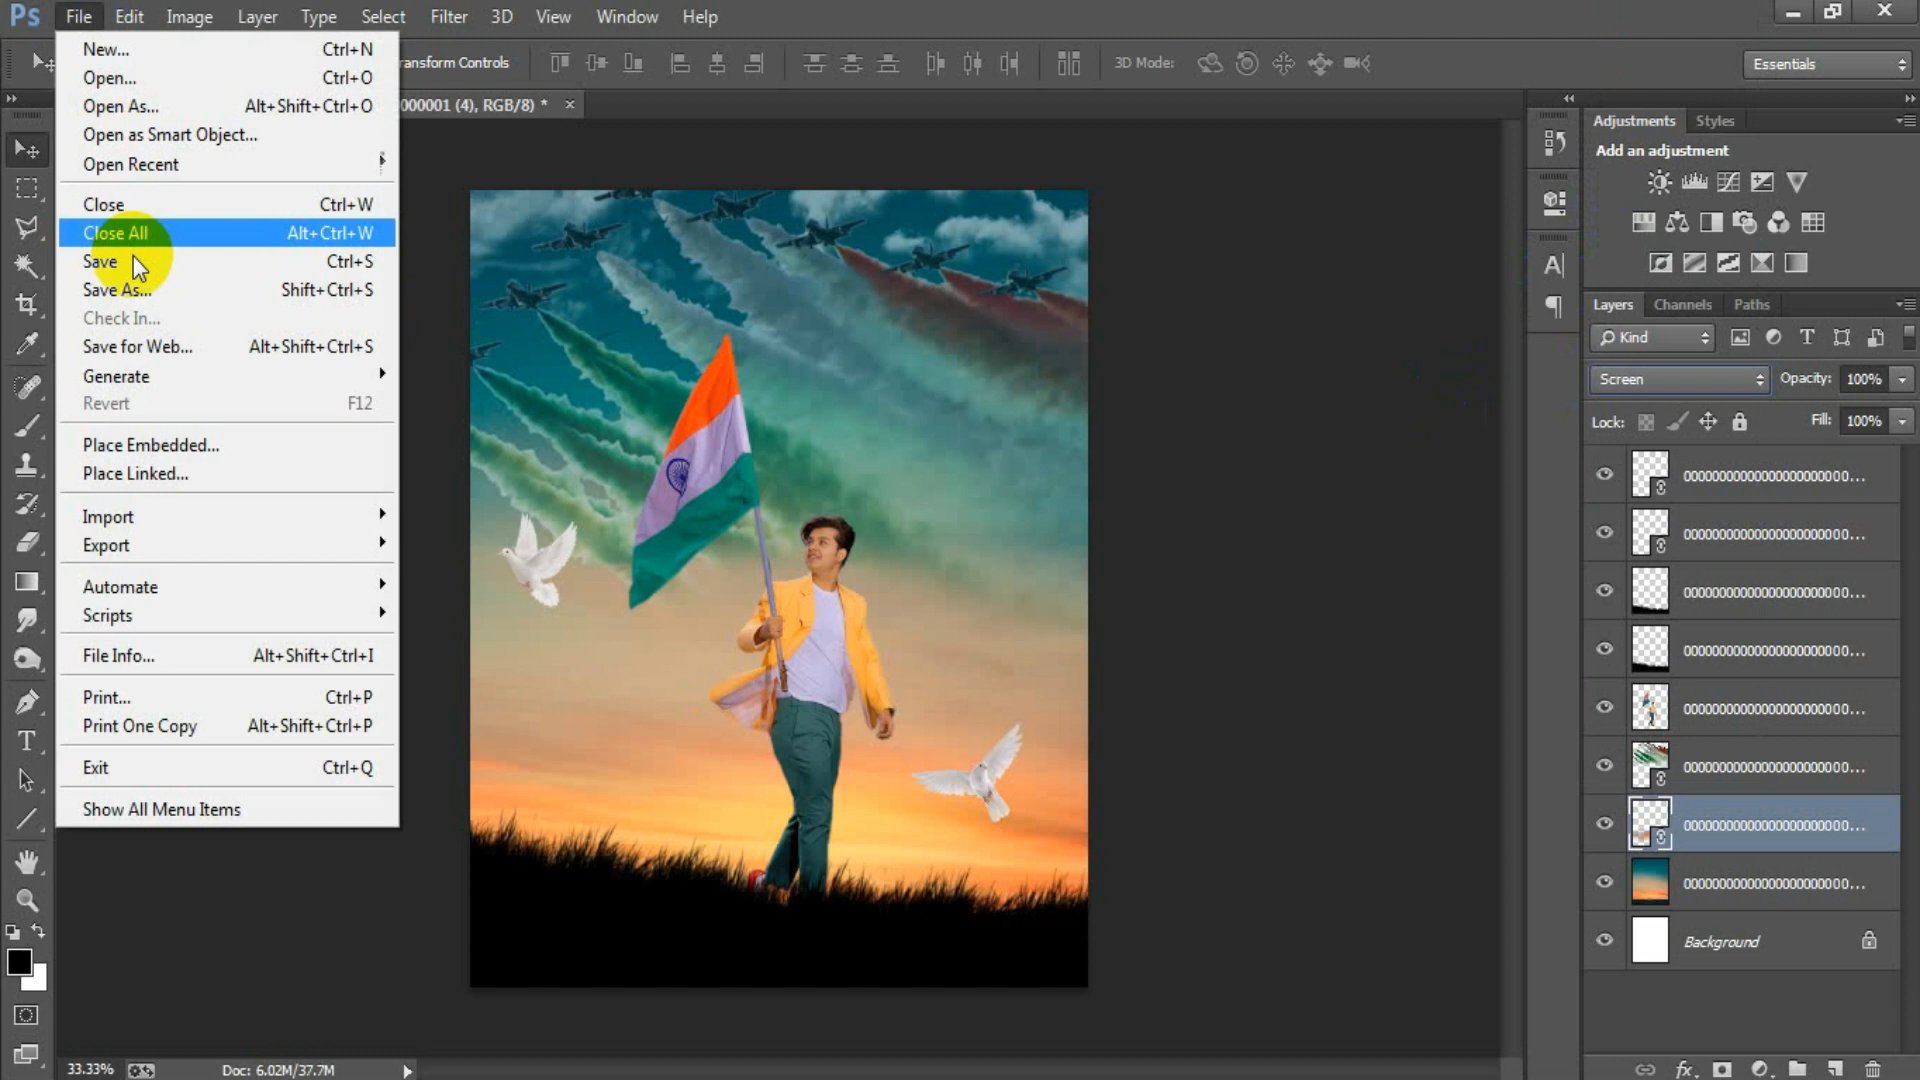 Ps File Edit Image Layer Type Select Filter 3D View Window Help
New... Ctrl+N
Open... Ctrl+O
Open As... Alt+Shift+Ctrl+O
Open as Smart Object...
Open Recent
Close Ctrl+W
Close All Alt+Ctrl+W
Save Ctrl+S
Save As... Shift+Ctrl+S
Check In...
Save for Web... Alt+Shift+Ctrl+S
Generate
Revert F12
Place Embedded...
Place Linked...
Import
Export
Automate
Scripts
File Info... Alt+Shift+Ctrl+I
Print... Ctrl+P
Print One Copy Alt+Shift+Ctrl+P
Exit Ctrl+Q
Show All Menu Items
ransform Controls 3D Mode: Essentials
000001 (4), RGB/8) *
Adjustments Styles
Add an adjustment
Layers Channels Paths
Kind
Screen Opacity: 100%
Lock: Fill: 100%
Background
33.33% Doc: 6.02M/37.7M